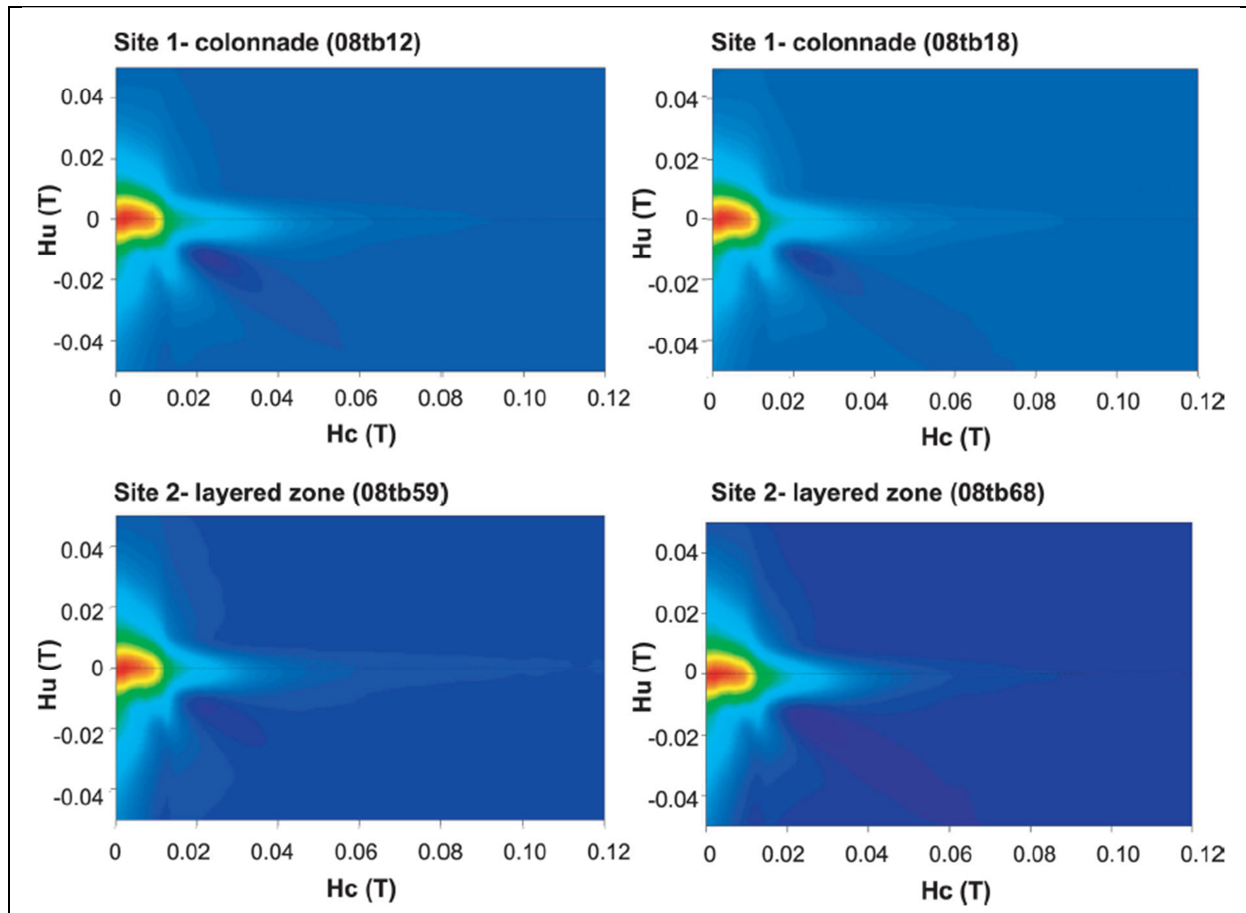 Site 1- colonnade (08tb12)
0.04
0.02
0
-0.02
-0.04
Hu (T)
0 0.02 0.04 0.06 0.08 0.10 0.12
Hc (T)
Site 1- colonnade (08tb18)
0.04
0.02
0
-0.02
-0.04
Hu (T)
0 0.02 0.04 0.06 0.08 0.10 0.12
Hc (T)
Site 2- layered zone (08tb59)
0.04
0.02
0
-0.02
-0.04
Hu (T)
0 0.02 0.04 0.06 0.08 0.10 0.12
Hc (T)
Site 2- layered zone (08tb68)
0.04
0.02
0
-0.02
-0.04
Hu (T)
0 0.02 0.04 0.06 0.08 0.10 0.12
Hc (T)